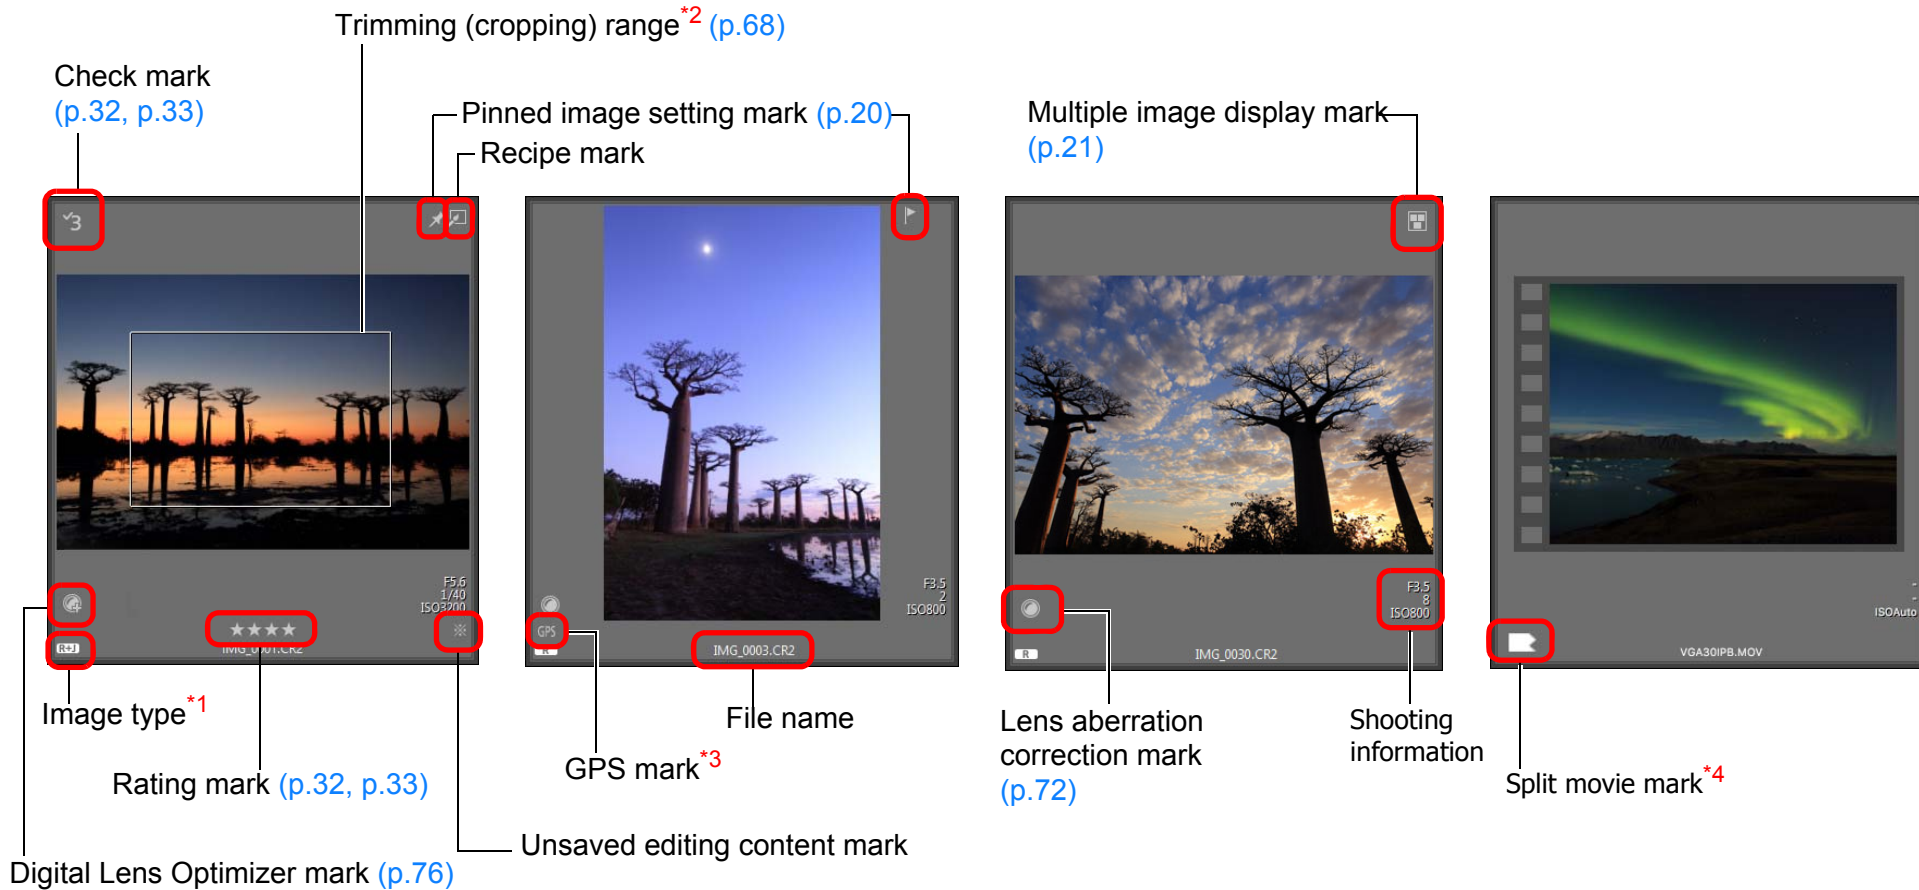 Trimming (cropping) range*2 (p.68)
Check mark
(p.32, p.33)
Pinned image setting mark (p.20)
Recipe mark
Multiple image display mark
(p.21)
3
F5.6
1/40
ISO3200
R+J
IMG_0001.CR2
F3.5
2
ISO800
GPS
R
IMG_0003.CR2
F3.5
8
ISO800
R
IMG_0030.CR2
-
-
ISOAuto
VGA30IPB.MOV
Image type*1
Rating mark (p.32, p.33)
Digital Lens Optimizer mark (p.76)
Unsaved editing content mark
GPS mark*3
File name
Lens aberration
correction mark
(p.72)
Shooting
information
Split movie mark*4